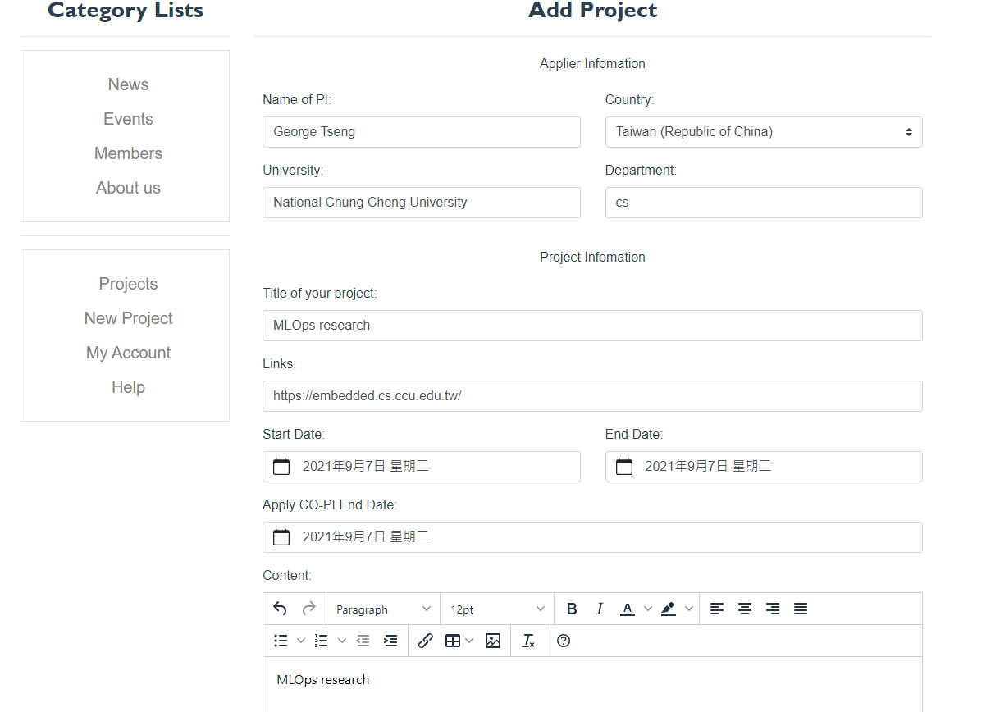 Category Lists
News
Events
Members
About us
Projects
New Project
My Account
Help
Add Project
Applier Infomation
Name of PI:
George Tseng
Country:
Taiwan (Republic of China)
University:
National Chung Cheng University
Department:
cs
Project Infomation
Title of your project:
MLOps research
Links:
https://embedded.cs.ccu.edu.tw/
Start Date:
2021年9月7日 星期二
End Date:
2021年9月7日 星期二
Apply CO-PI End Date:
2021年9月7日 星期二
Content:
Paragraph 12pt B I A
MLOps research